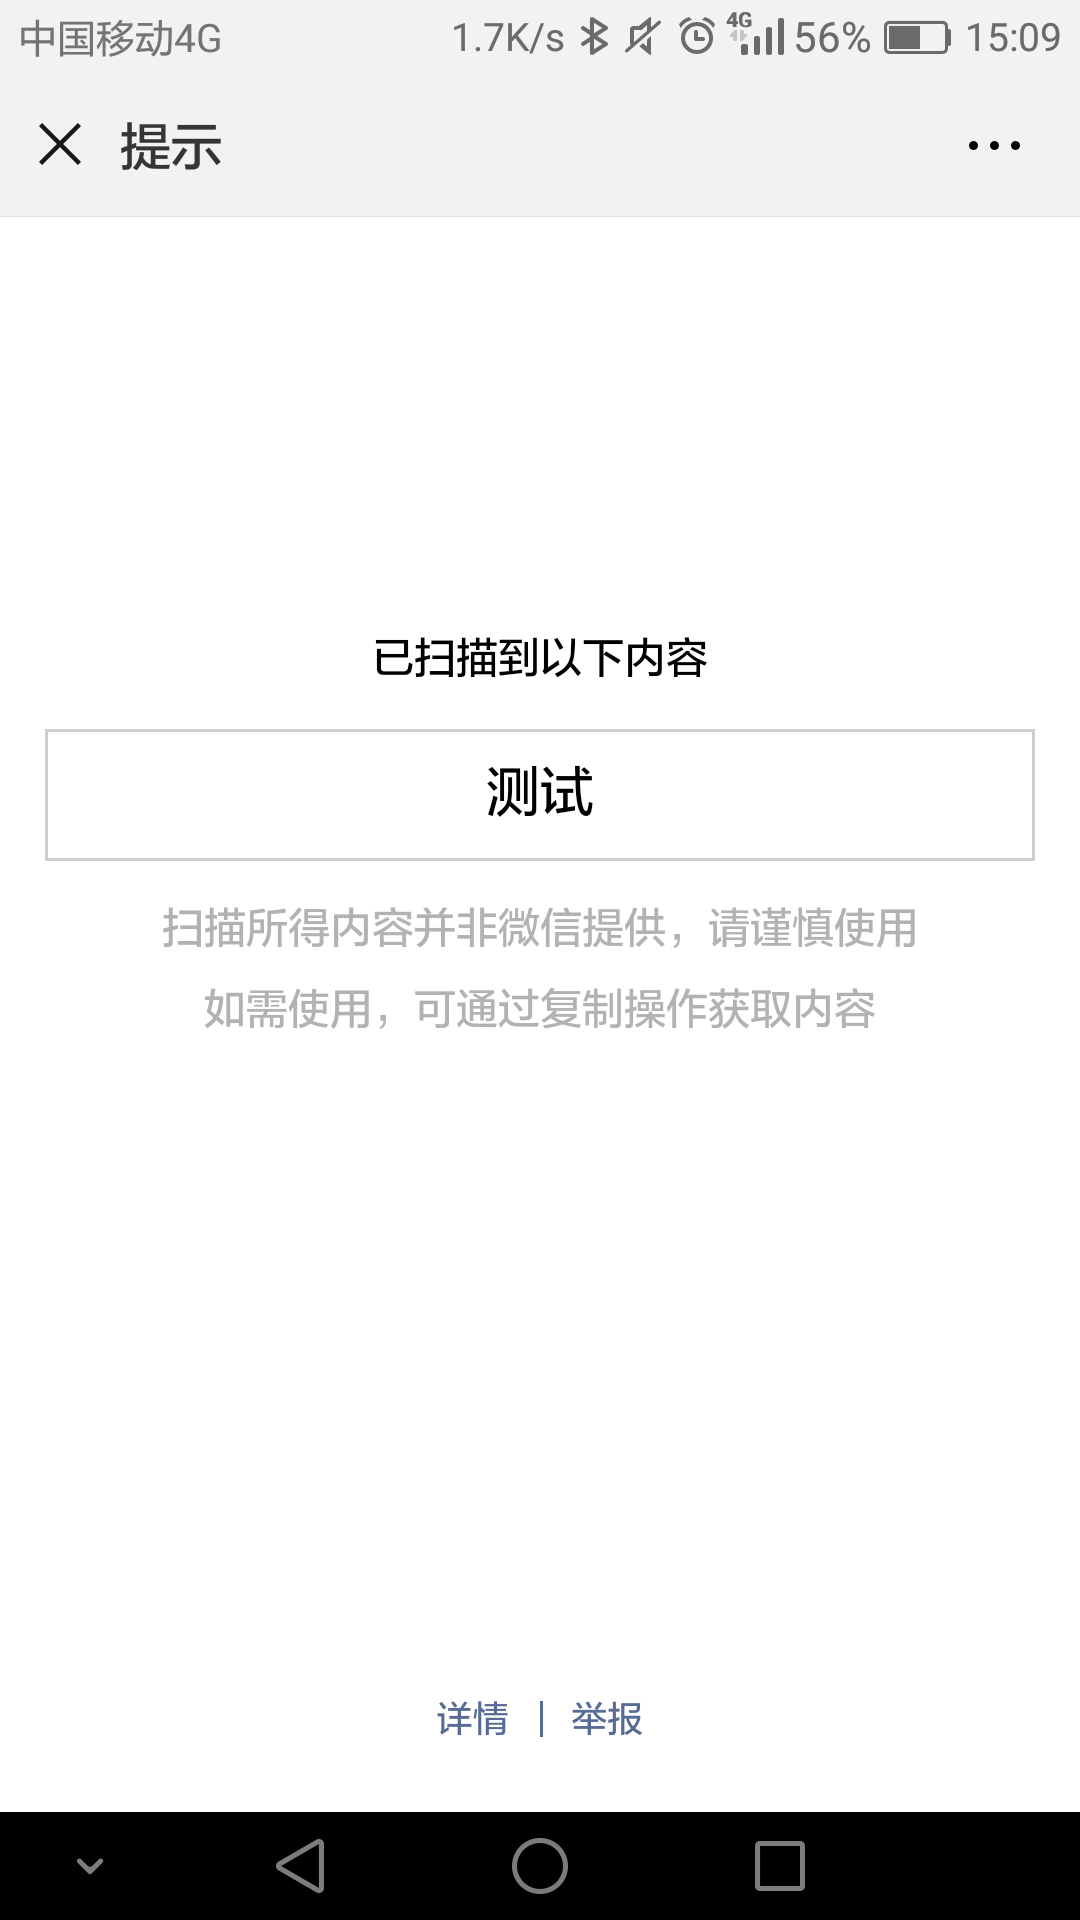 中国移动4G 1.7K/s 4G 56% 15:09
提示
已扫描到以下内容
测试
扫描所得内容并非微信提供，请谨慎使用
如需使用，可通过复制操作获取内容
详情 | 举报